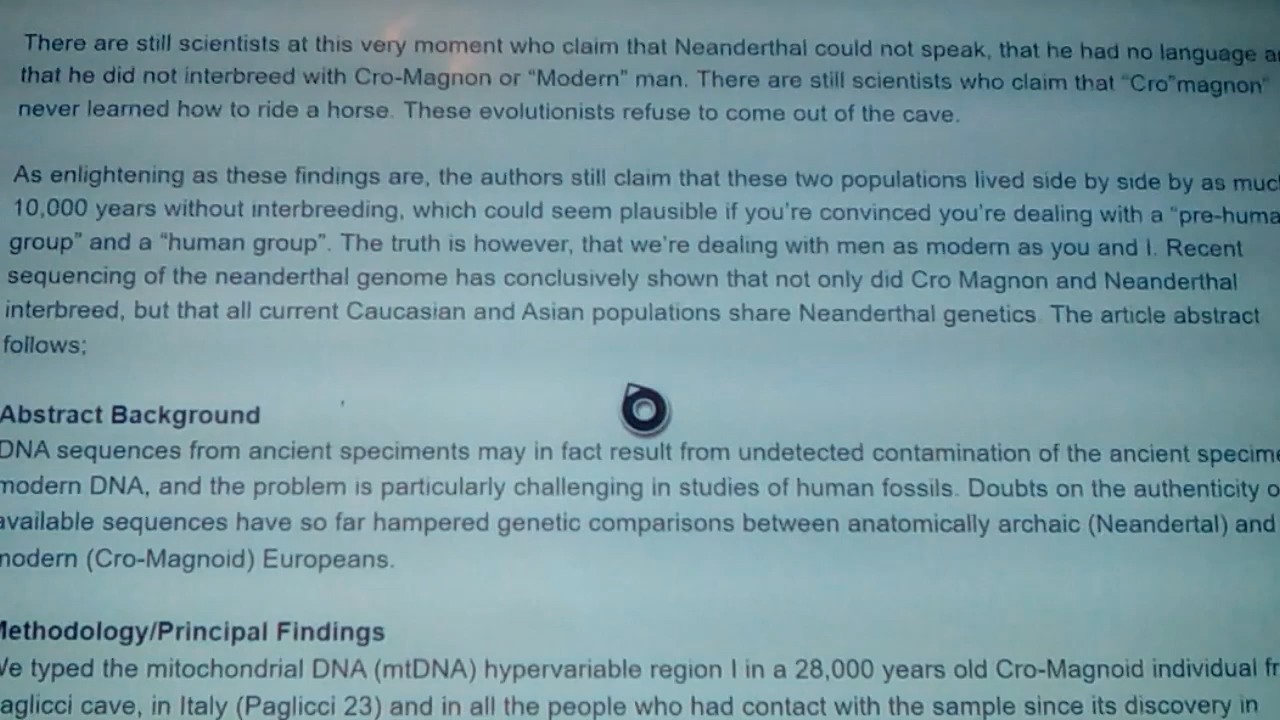 There are still scientists at this very moment who claim that Neanderthal could not speak, that he had no language
that he did not interbreed with Cro-Magnon or “Modern” man. There are still scientists who claim that “Cro”magnon“
never learned how to ride a horse. These evolutionists refuse to come out of the cave.
As enlightening as these findings are, the authors still claim that these two populations lived side by side by as
10,000 years without interbreeding, which could seem plausible if you’re convinced you’re dealing with a
group” and a “human group”. The truth is however, that we’re dealing with men as modern as you and I. Recent
sequencing of the neanderthal genome has conclusively shown that not only did Cro Magnon and Neanderthal
interbreed, but that all current Caucasian and Asian populations share Neanderthal genetics. The article abstract
follows;
Abstract Background
DNA sequences from ancient speciments may in fact result from undetected contamination of the ancient
modern DNA, and the problem is particularly challenging in studies of human fossils. Doubts on the authenticity
available sequences have so far hampered genetic comparisons between anatomically archaic (Neandertal) and
modern (Cro-Magnoid) Europeans.
Methodology/Principal Findings
We typed the mitochondrial DNA (mtDNA) hypervariable region I in a 28,000 years old Cro-Magnoid individual
cave, in Italy (Paglicci 23) and in all the people who had contact with the sample since its discovery in